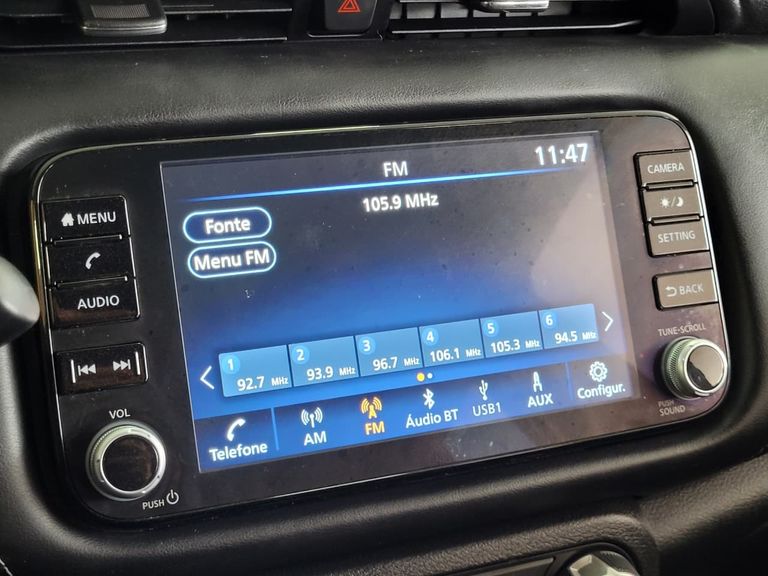 FM
11:47
105.9 MHz
Fonte
Menu FM
1
92.7 MHz
2
93.9 MHz
3
96.7 MHz
4
106.1 MHz
5
105.3 MHz
6
94.5 MHz
Telefone
AM
FM
Áudio BT
USB1
AUX
Configur.
MENU
AUDIO
VOL
PUSH
CAMERA
SETTING
BACK
TUNE·SCROLL
PUSH
SOUND